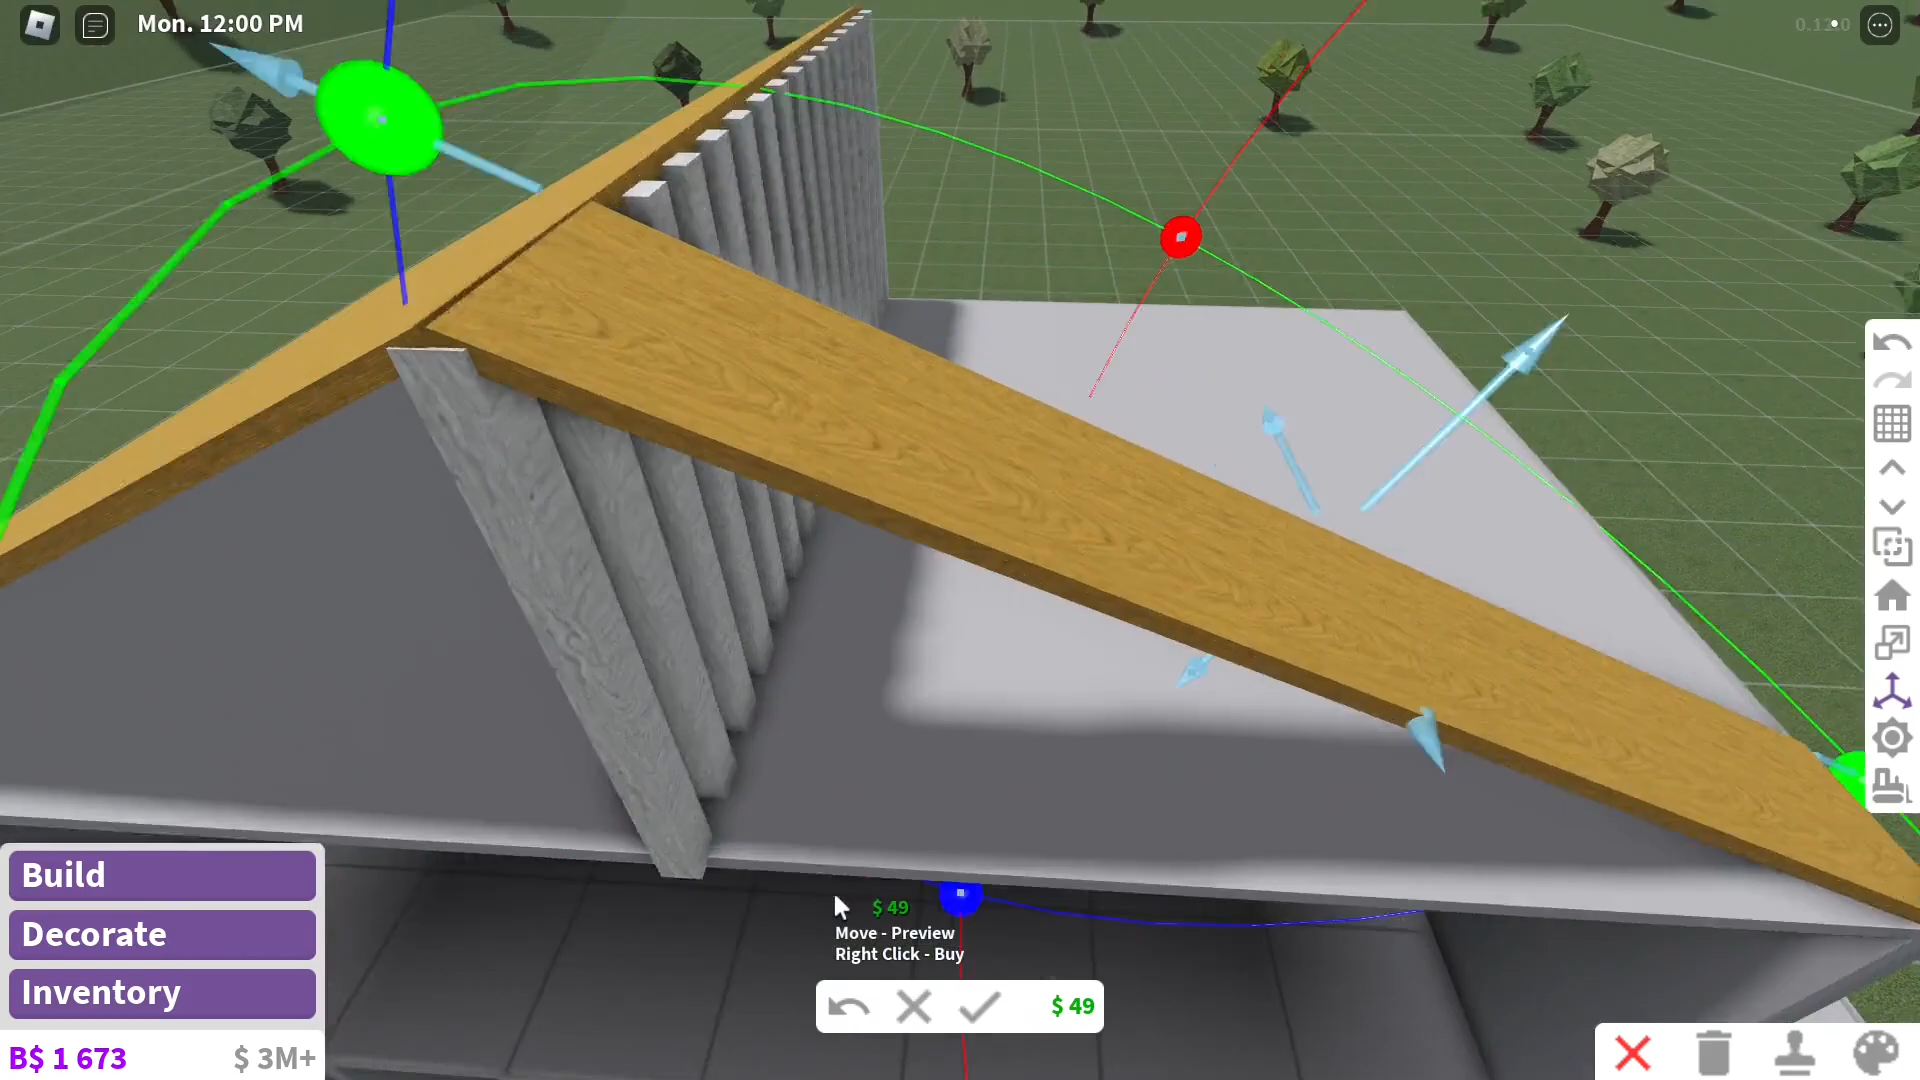 Mon. 12:00 PM
$ 49
Move - Preview
Right Click - Buy
$ 49
Build
Decorate
Inventory
B$ 1 673
$ 3M+